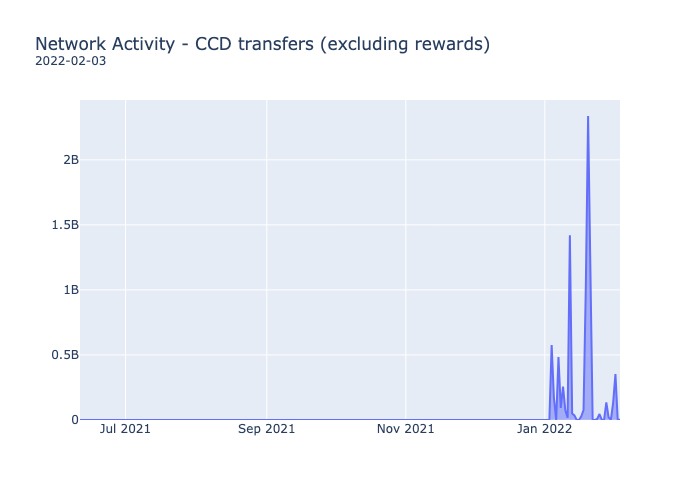 Network Activity - CCD transfers (excluding rewards)
2022-02-03
2B
1.5B
1B
0.5B
0
Jul 2021
Sep 2021
Nov 2021
Jan 2022